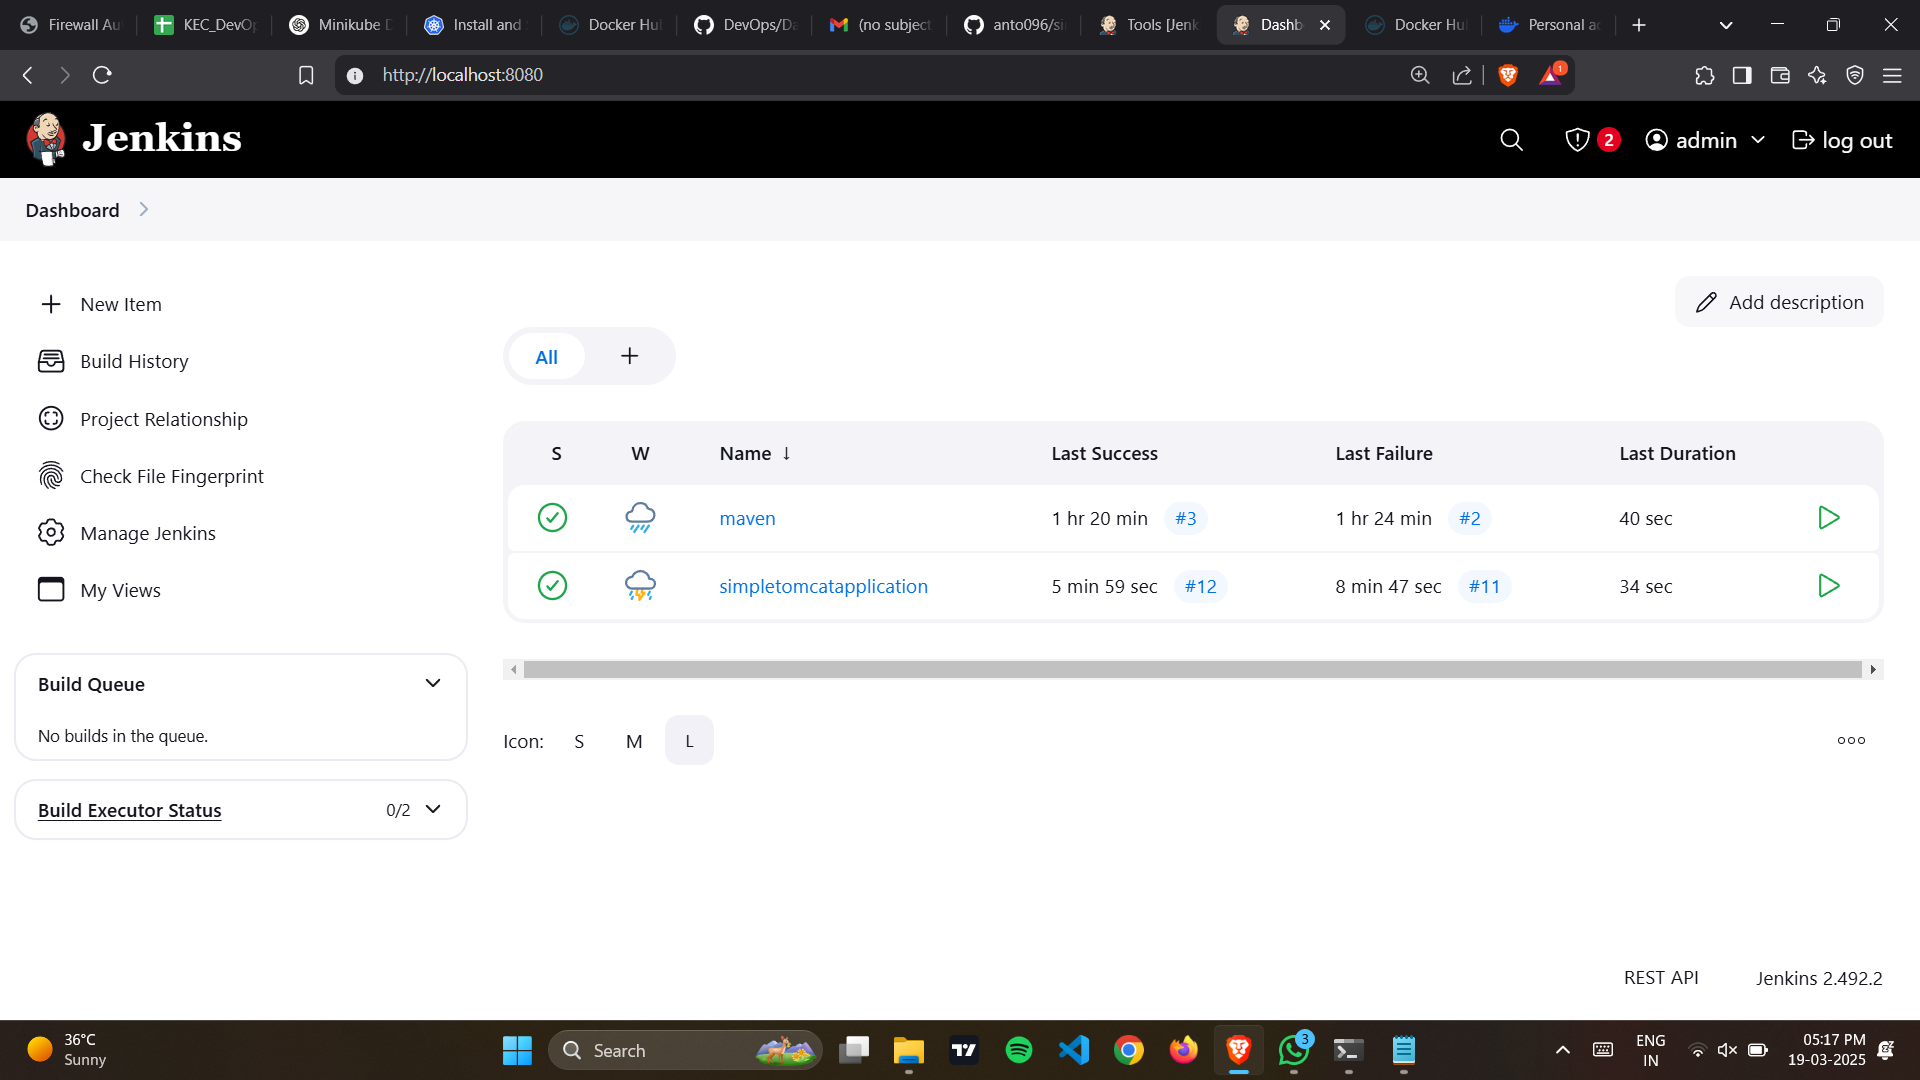 Firewall Au
KEC_DevOp
Minikube D
Install and S
Docker Hu
DevOps/Da
(no subject
anto096/si
Tools [Jenk
Dashb
Docker Hu
Personal ac
http://localhost:8080
1
Jenkins
2
admin
log out
Dashboard
New Item
Build History
Project Relationship
Check File Fingerprint
Manage Jenkins
My Views
Build Queue
No builds in the queue.
Build Executor Status 0/2
Add description
All
S W Name ↓ Last Success Last Failure Last Duration
maven 1 hr 20 min #3 1 hr 24 min #2 40 sec
simpletomcatapplication 5 min 59 sec #12 8 min 47 sec #11 34 sec
Icon: S M L
REST API Jenkins 2.492.2
36°C
Sunny
Search
3
ENG
IN
05:17 PM
19-03-2025